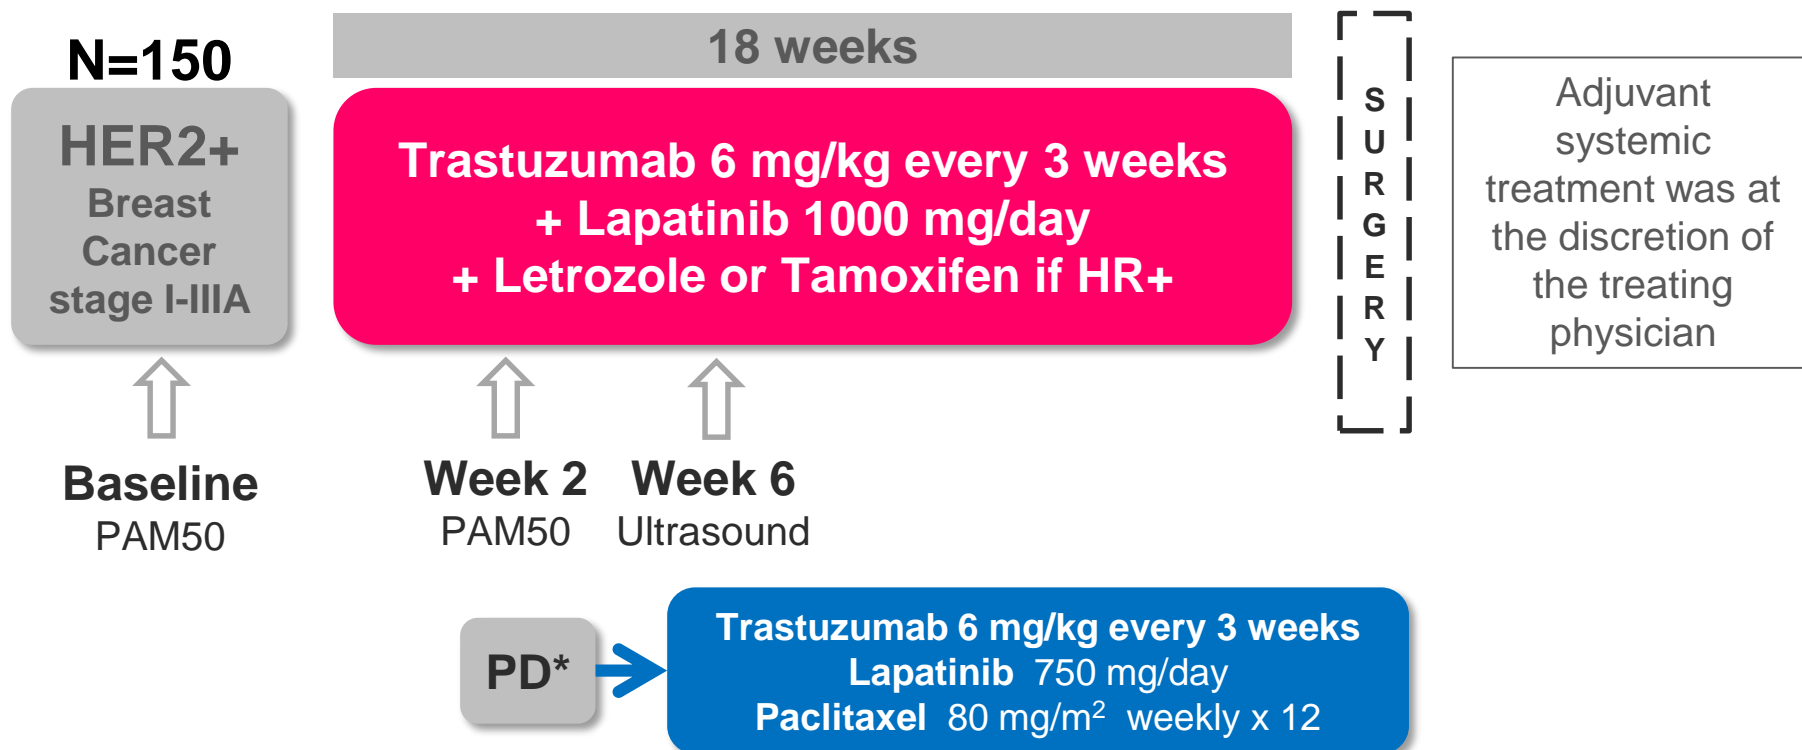 N=150
HER2+
Breast
Cancer
stage I-IIIA
18 weeks
Trastuzumab 6 mg/kg every 3 weeks
+ Lapatinib 1000 mg/day
+ Letrozole or Tamoxifen if HR+
SURGERY
Adjuvant
systemic
treatment was at
the discretion of
the treating
physician
Baseline
PAM50
Week 2
PAM50
Week 6
Ultrasound
PD*
Trastuzumab 6 mg/kg every 3 weeks
Lapatinib 750 mg/day
Paclitaxel 80 mg/m² weekly x 12